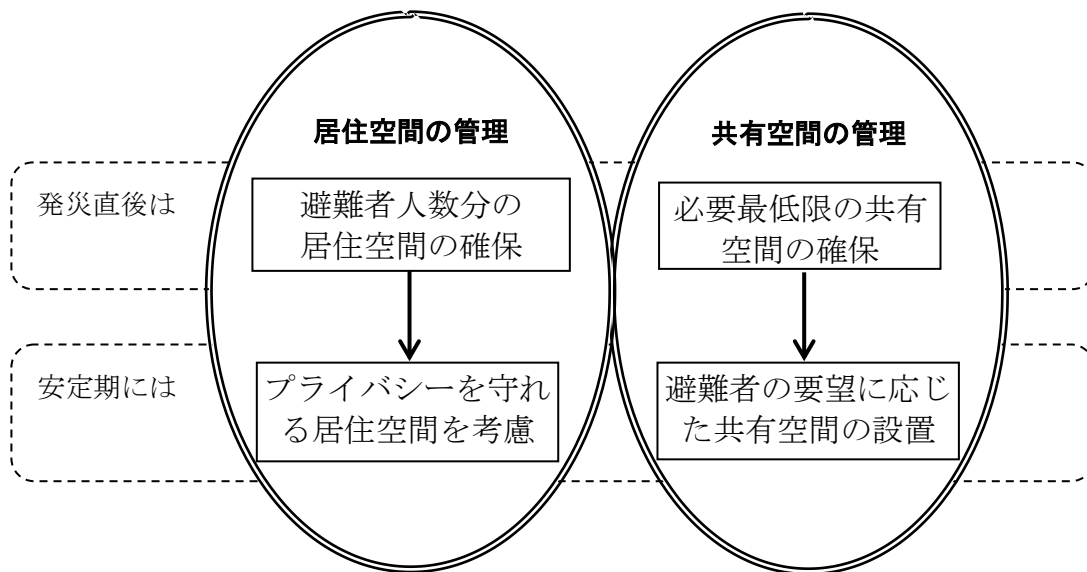 居住空間の管理
共有空間の管理
発災直後は
避難者人数分の
居住空間の確保
必要最低限の共有
空間の確保
安定期には
プライバシーを守れ
る居住空間を考慮
避難者の要望に応じ
た共有空間の設置